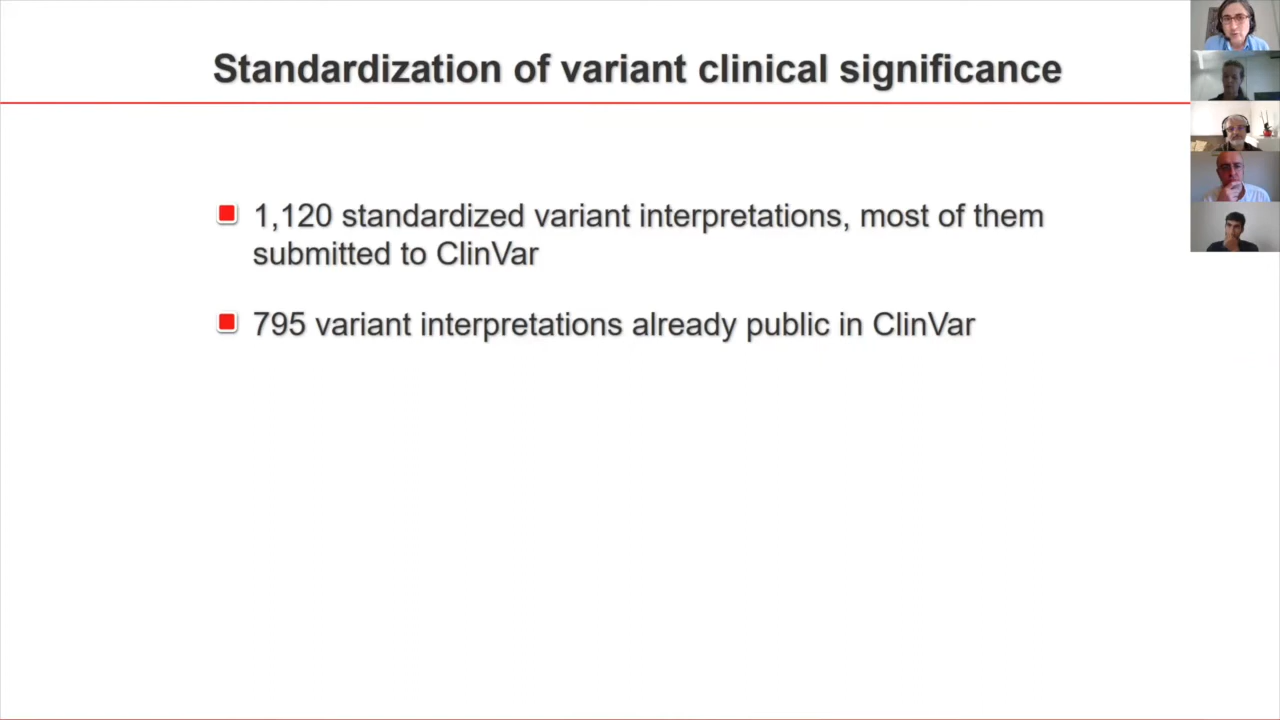 Standardization of variant clinical significance
1,120 standardized variant interpretations, most of them
submitted to ClinVar
795 variant interpretations already public in ClinVar